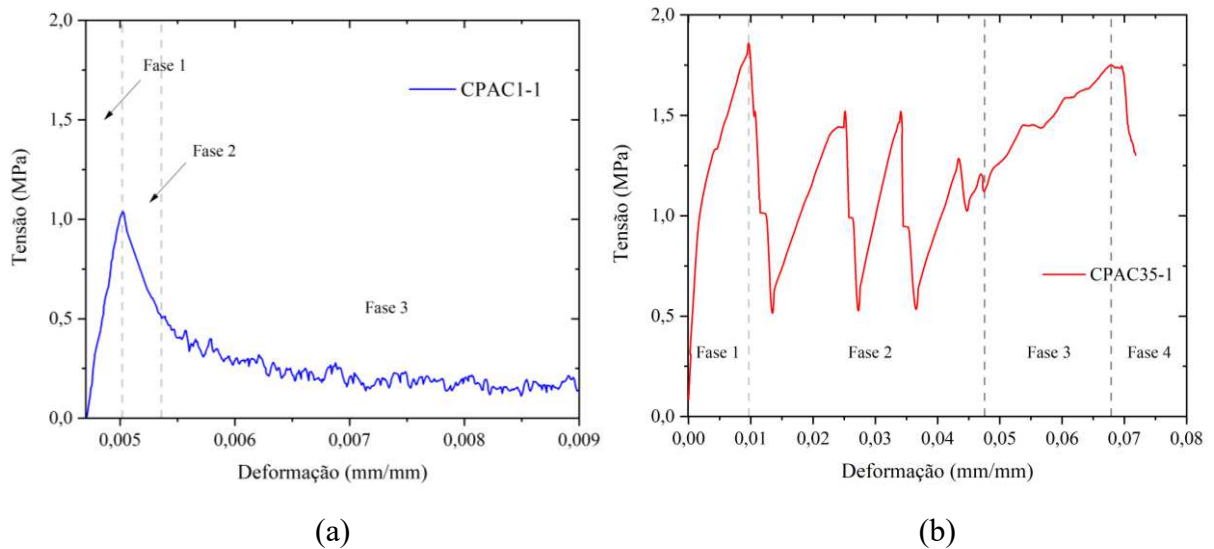 2,0
1,5
1,0
0,5
0,0
Tensão (MPa)
Fase 1
Fase 2
Fase 3
CPAC1-1
0,005
0,006
0,007
0,008
0,009
Deformação (mm/mm)
(a)
2,0
1,5
1,0
0,5
0,0
Tensão (MPa)
CPAC35-1
Fase 1
Fase 2
Fase 3
Fase 4
0,00
0,01
0,02
0,03
0,04
0,05
0,06
0,07
0,08
Deformação (mm/mm)
(b)